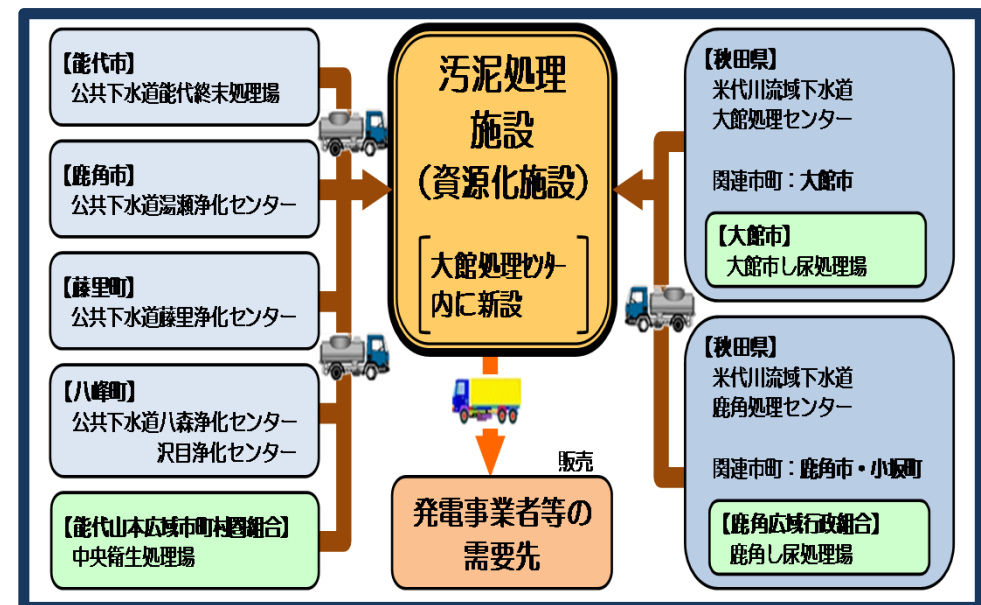 【能代市】
公共下水道能代終末処理場
【鹿角市】
公共下水道湯瀬浄化センター
【藤里町】
公共下水道藤里浄化センター
【八峰町】
公共下水道八森浄化センター
沢目浄化センター
【能代山本広域市町村圏組合】
中央衛生処理場
汚泥処理
施設
（資源化施設）
大館処理ｾﾝﾀｰ
内に新設
販売
発電事業者等の
需要先
【秋田県】
米代川流域下水道
大館処理センター
関連市町：大館市
【大館市】
大館市し尿処理場
【秋田県】
米代川流域下水道
鹿角処理センター
関連市町：鹿角市・小坂町
【鹿角広域行政組合】
鹿角し尿処理場